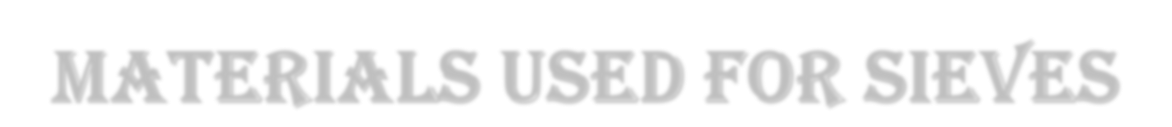 MATERIALS USED FOR SIEVES